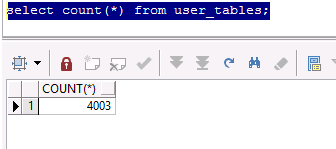 select count(*) from user_tables;
COUNT(*)
1 4003